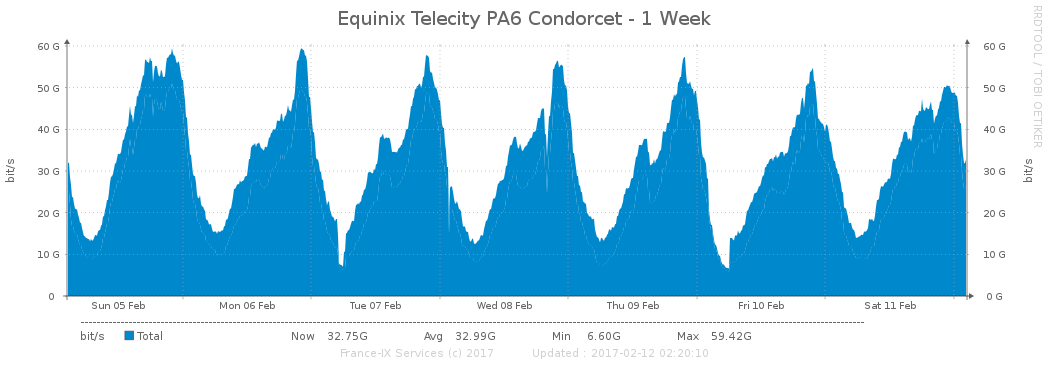 Equinix Telecity PA6 Condorcet - 1 Week
RRDTOOL / TOBI OETIKER
60 G 60 G
50 G 50 G
40 G 40 G
30 G 30 G
20 G 20 G
10 G 10 G
0 0 G
bit/s bit/s
Sun 05 Feb Mon 06 Feb Tue 07 Feb Wed 08 Feb Thu 09 Feb Fri 10 Feb Sat 11 Feb
bit/s Total Now 32.75G Avg 32.99G Min 6.60G Max 59.42G
France-IX Services (c) 2017 Updated : 2017-02-12 02:20:10